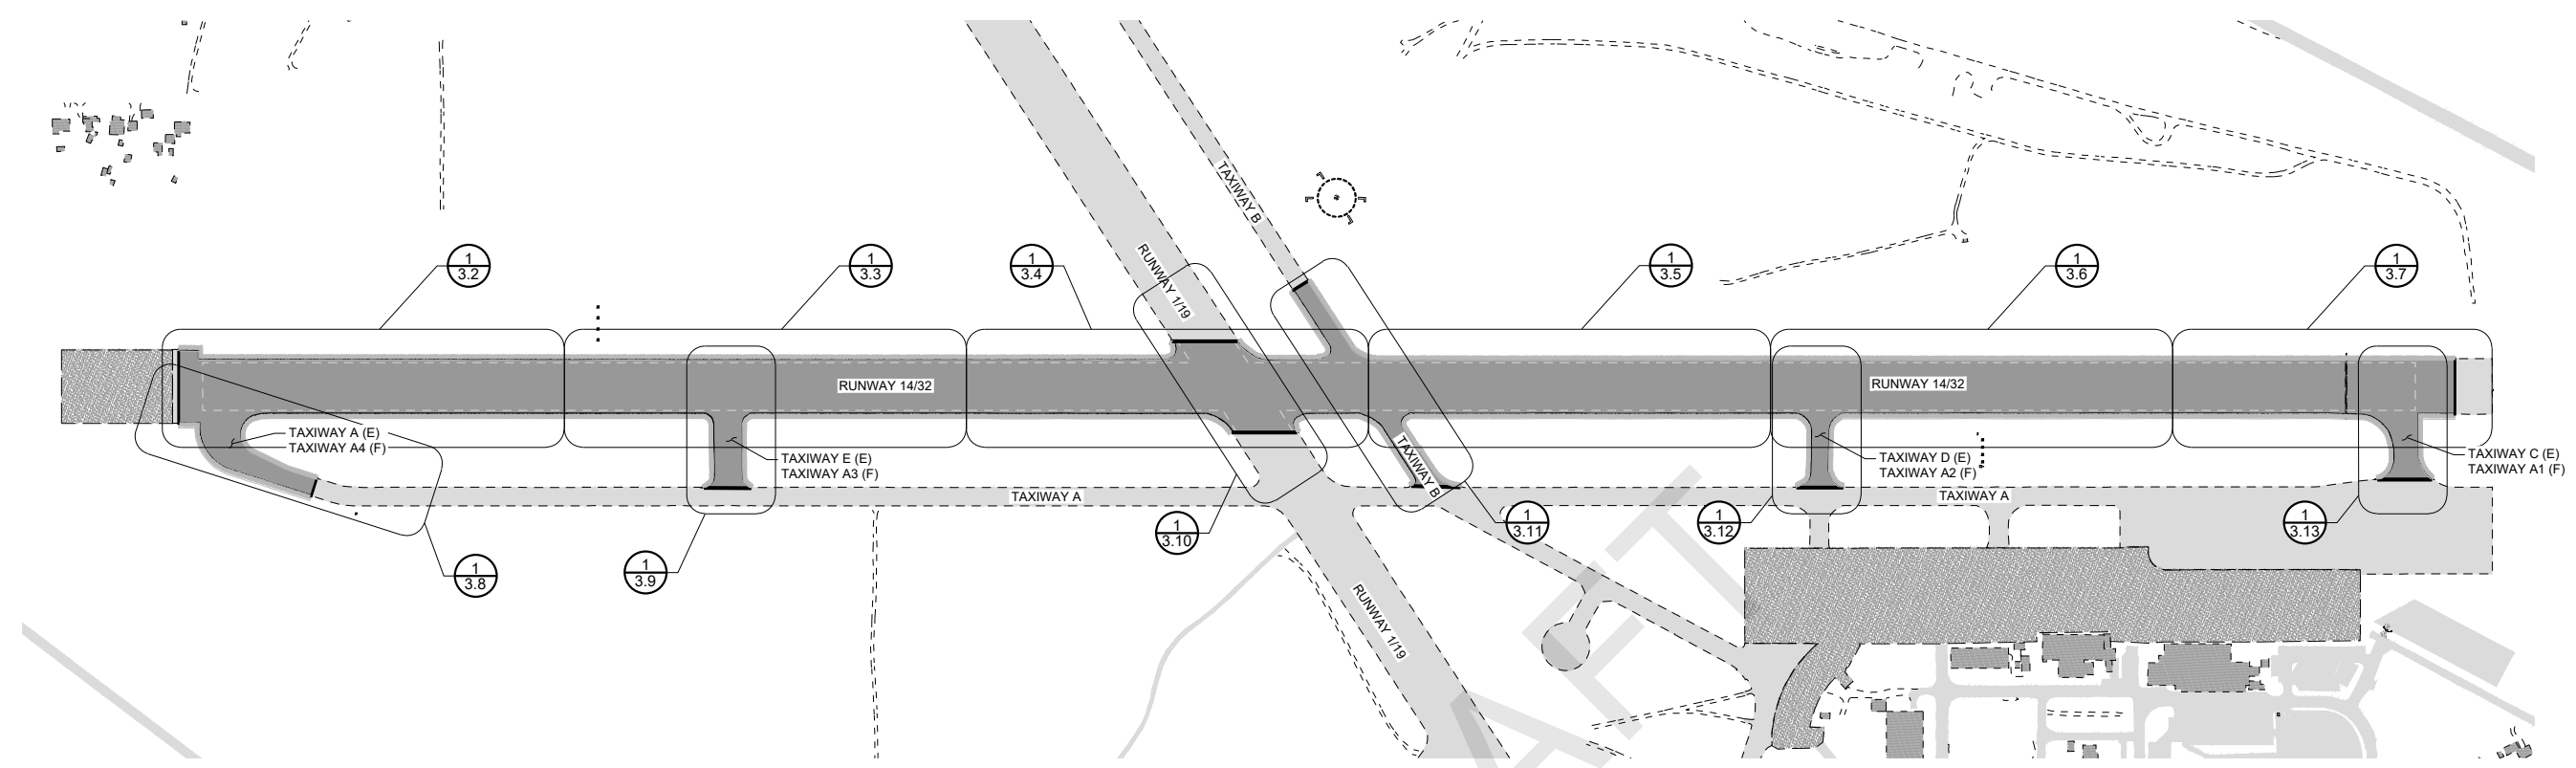 TAXIWAY B
RUNWAY 1/19
1
3.2
1
3.3
1
3.4
1
3.5
1
3.6
1
3.7
RUNWAY 14/32
RUNWAY 14/32
TAXIWAY A (E)
TAXIWAY A4 (F)
TAXIWAY E (E)
TAXIWAY A3 (F)
TAXIWAY B
TAXIWAY D (E)
TAXIWAY A2 (F)
TAXIWAY C (E)
TAXIWAY A1 (F)
TAXIWAY A
TAXIWAY A
1
3.8
1
3.9
1
3.10
1
3.11
1
3.12
1
3.13
RUNWAY 1/19
AFT